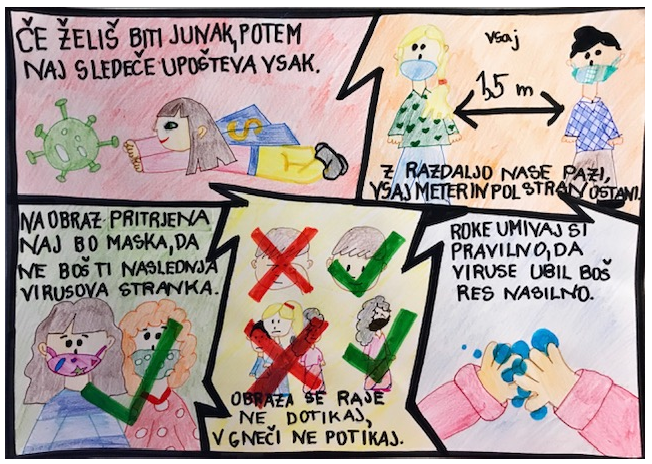 ČE ŽELIŠ BITI JUNAK, POTEM
NAJ SLEDEČE UPOŠTEVA VSAK.
vsaj
1,5 m
Z RAZDALJO NASE PAZI,
VSAJ METER IN POL STRAN OSTANI.
NA OBRAZ PRITRJENA
NAJ BO MASKA, DA
NE BOŠ TI NASLEDNJA
VIRUSOVA STRANKA.
OBRAZA SE RAJE
NE DOTIKAJ,
V GNEČI NE POTIKAJ.
ROKE UMIVAJ SI
PRAVILNO, DA
VIRUSE UBIL BOŠ
RES NASILNO.